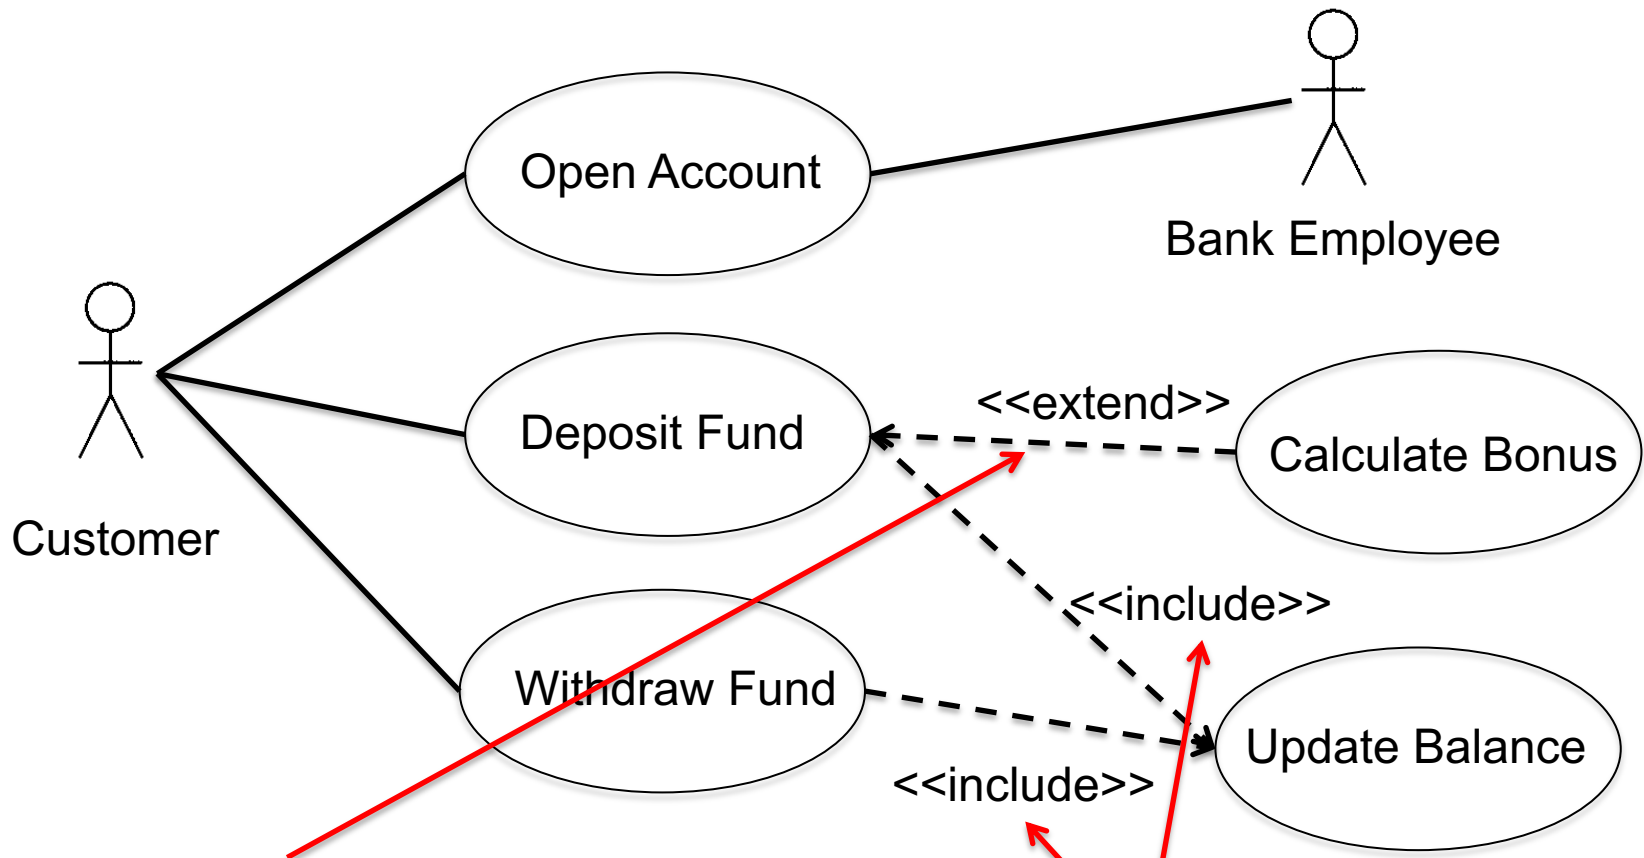 Open Account
Bank Employee
<<extend>>
Deposit Fund
Calculate Bonus
Customer
<<include>>
Withdraw Fund
Update Balance
<<include>>